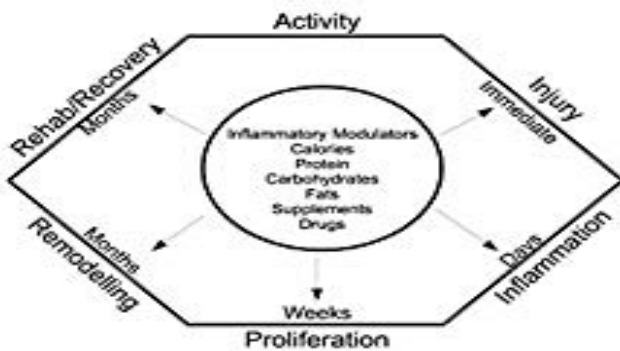 Activity
Rehab/Recovery
Months
Injury
Immediate
Inflammatory Modulators
Calories
Protein
Carbohydrates
Fats
Supplements
Drugs
Months
Remodelling
Days
Inflammation
Weeks
Proliferation